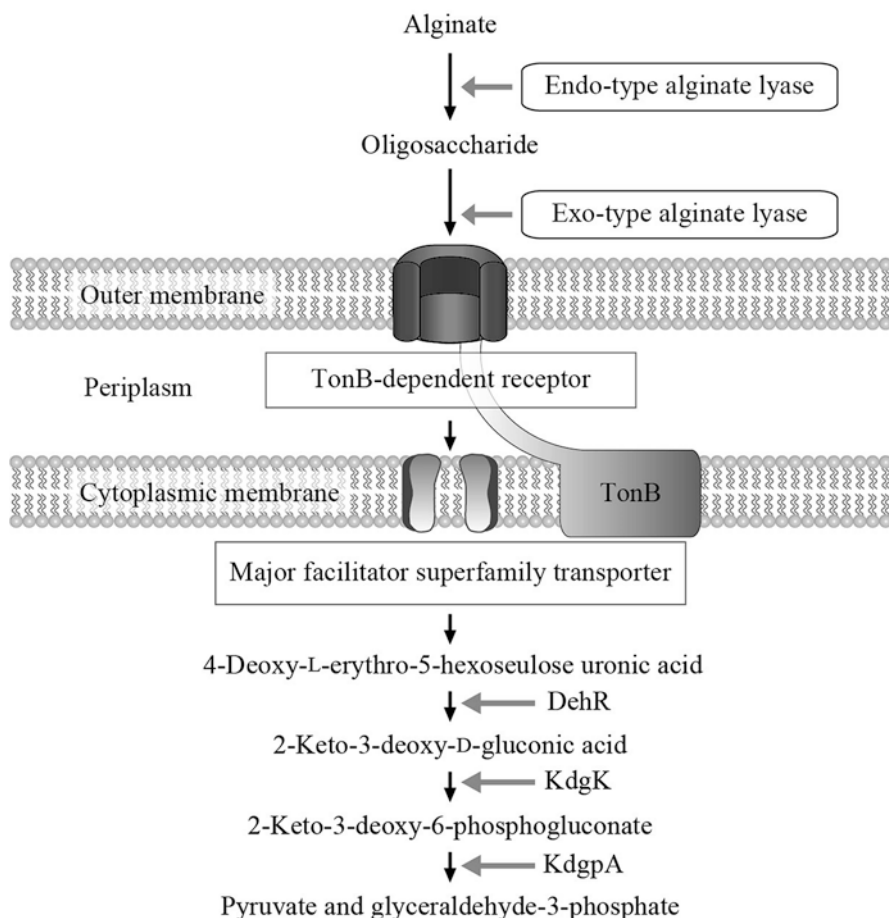 Alginate
Endo-type alginate lyase
Oligosaccharide
Exo-type alginate lyase
Outer membrane
TonB-dependent receptor
Periplasm
Cytoplasmic membrane
TonB
Major facilitator superfamily transporter
4-Deoxy-L-erythro-5-hexoseulose uronic acid
DehR
2-Keto-3-deoxy-D-gluconic acid
KdgK
2-Keto-3-deoxy-6-phosphogluconate
KdgpA
Pyruvate and glyceraldehyde-3-phosphate